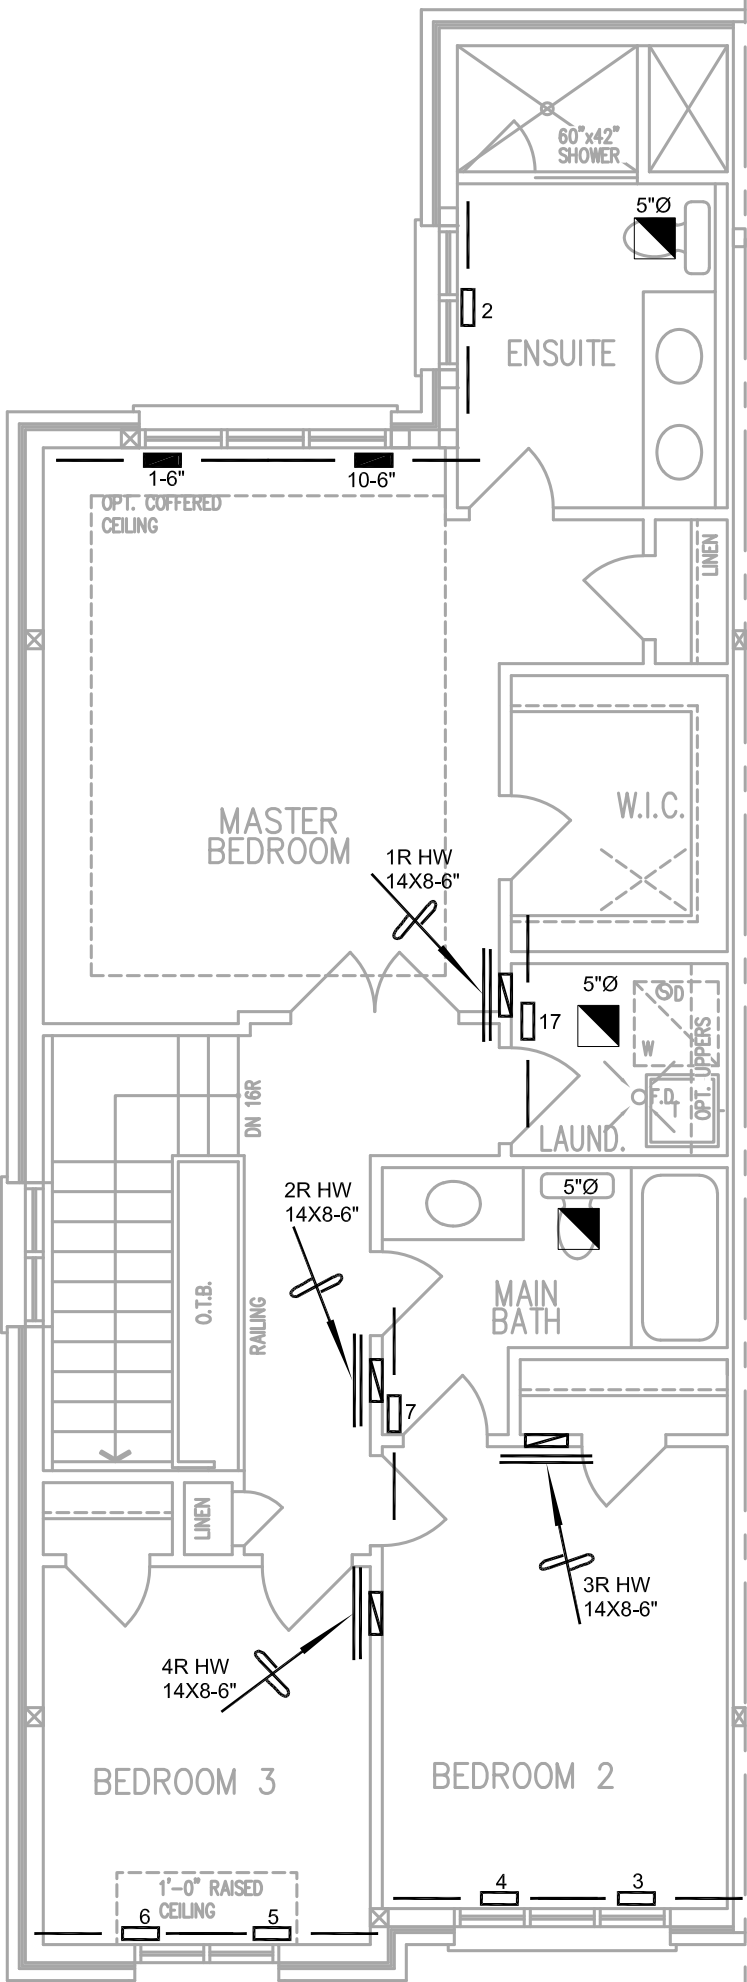 60"x42"
SHOWER
5"Ø
2
ENSUITE
1-6"
10-6"
OPT. COFFERED
CEILING
LINEN
MASTER
BEDROOM
W.I.C.
1R HW
14X8-6"
5"Ø
SD
17
W
OPT. UPPERS
F.D.
T
LAUND.
DN 16R
2R HW
14X8-6"
5"Ø
O.T.B.
RAILING
MAIN
BATH
7
LINEN
3R HW
14X8-6"
4R HW
14X8-6"
BEDROOM 3
BEDROOM 2
1'-0" RAISED
CEILING
4
3
6
5